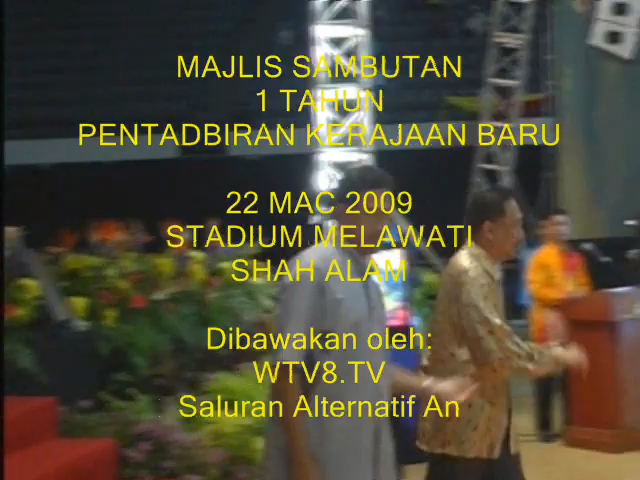 MAJLIS SAMBUTAN
1 TAHUN
PENTADBIRAN KERAJAAN BARU
22 MAC 2009
STADIUM MELAWATI
SHAH ALAM
Dibawakan oleh:
WTV8.TV
Saluran Alternatif An